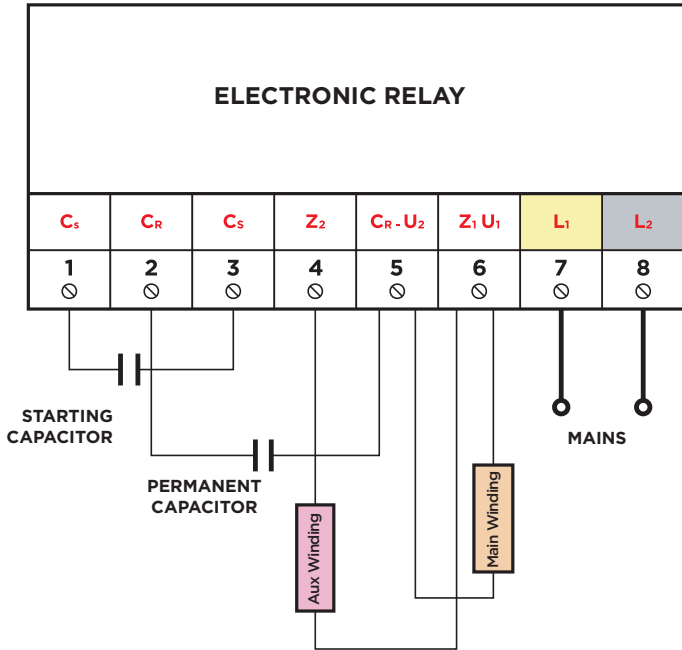 ELECTRONIC RELAY
Cs CR CS Z2 CR - U2 Z1 U1 L1 L2
1 2 3 4 5 6 7 8
STARTING
CAPACITOR
MAINS
PERMANENT
CAPACITOR
Aux Winding
Main Winding